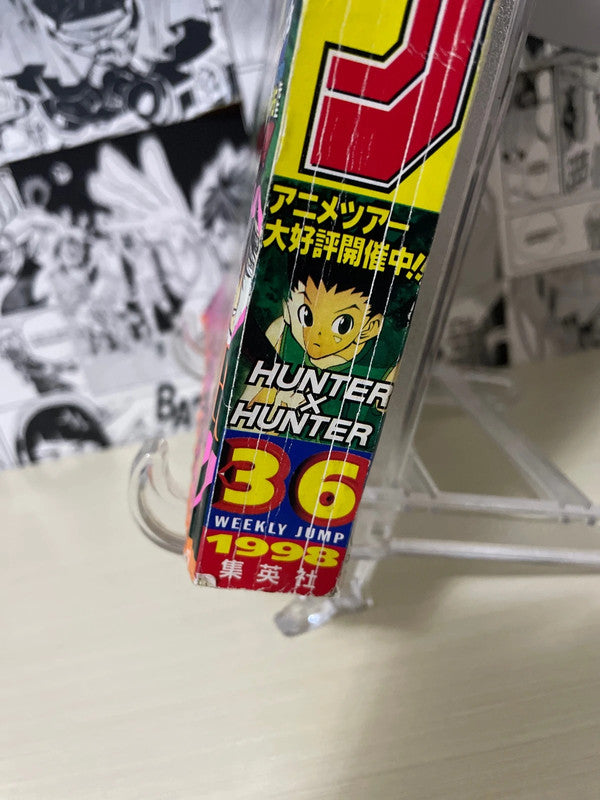 プ
アニメツアー
大好評開催中!!
HUNTER
×
HUNTER
36
WEEKLY JUMP
1998
集英社